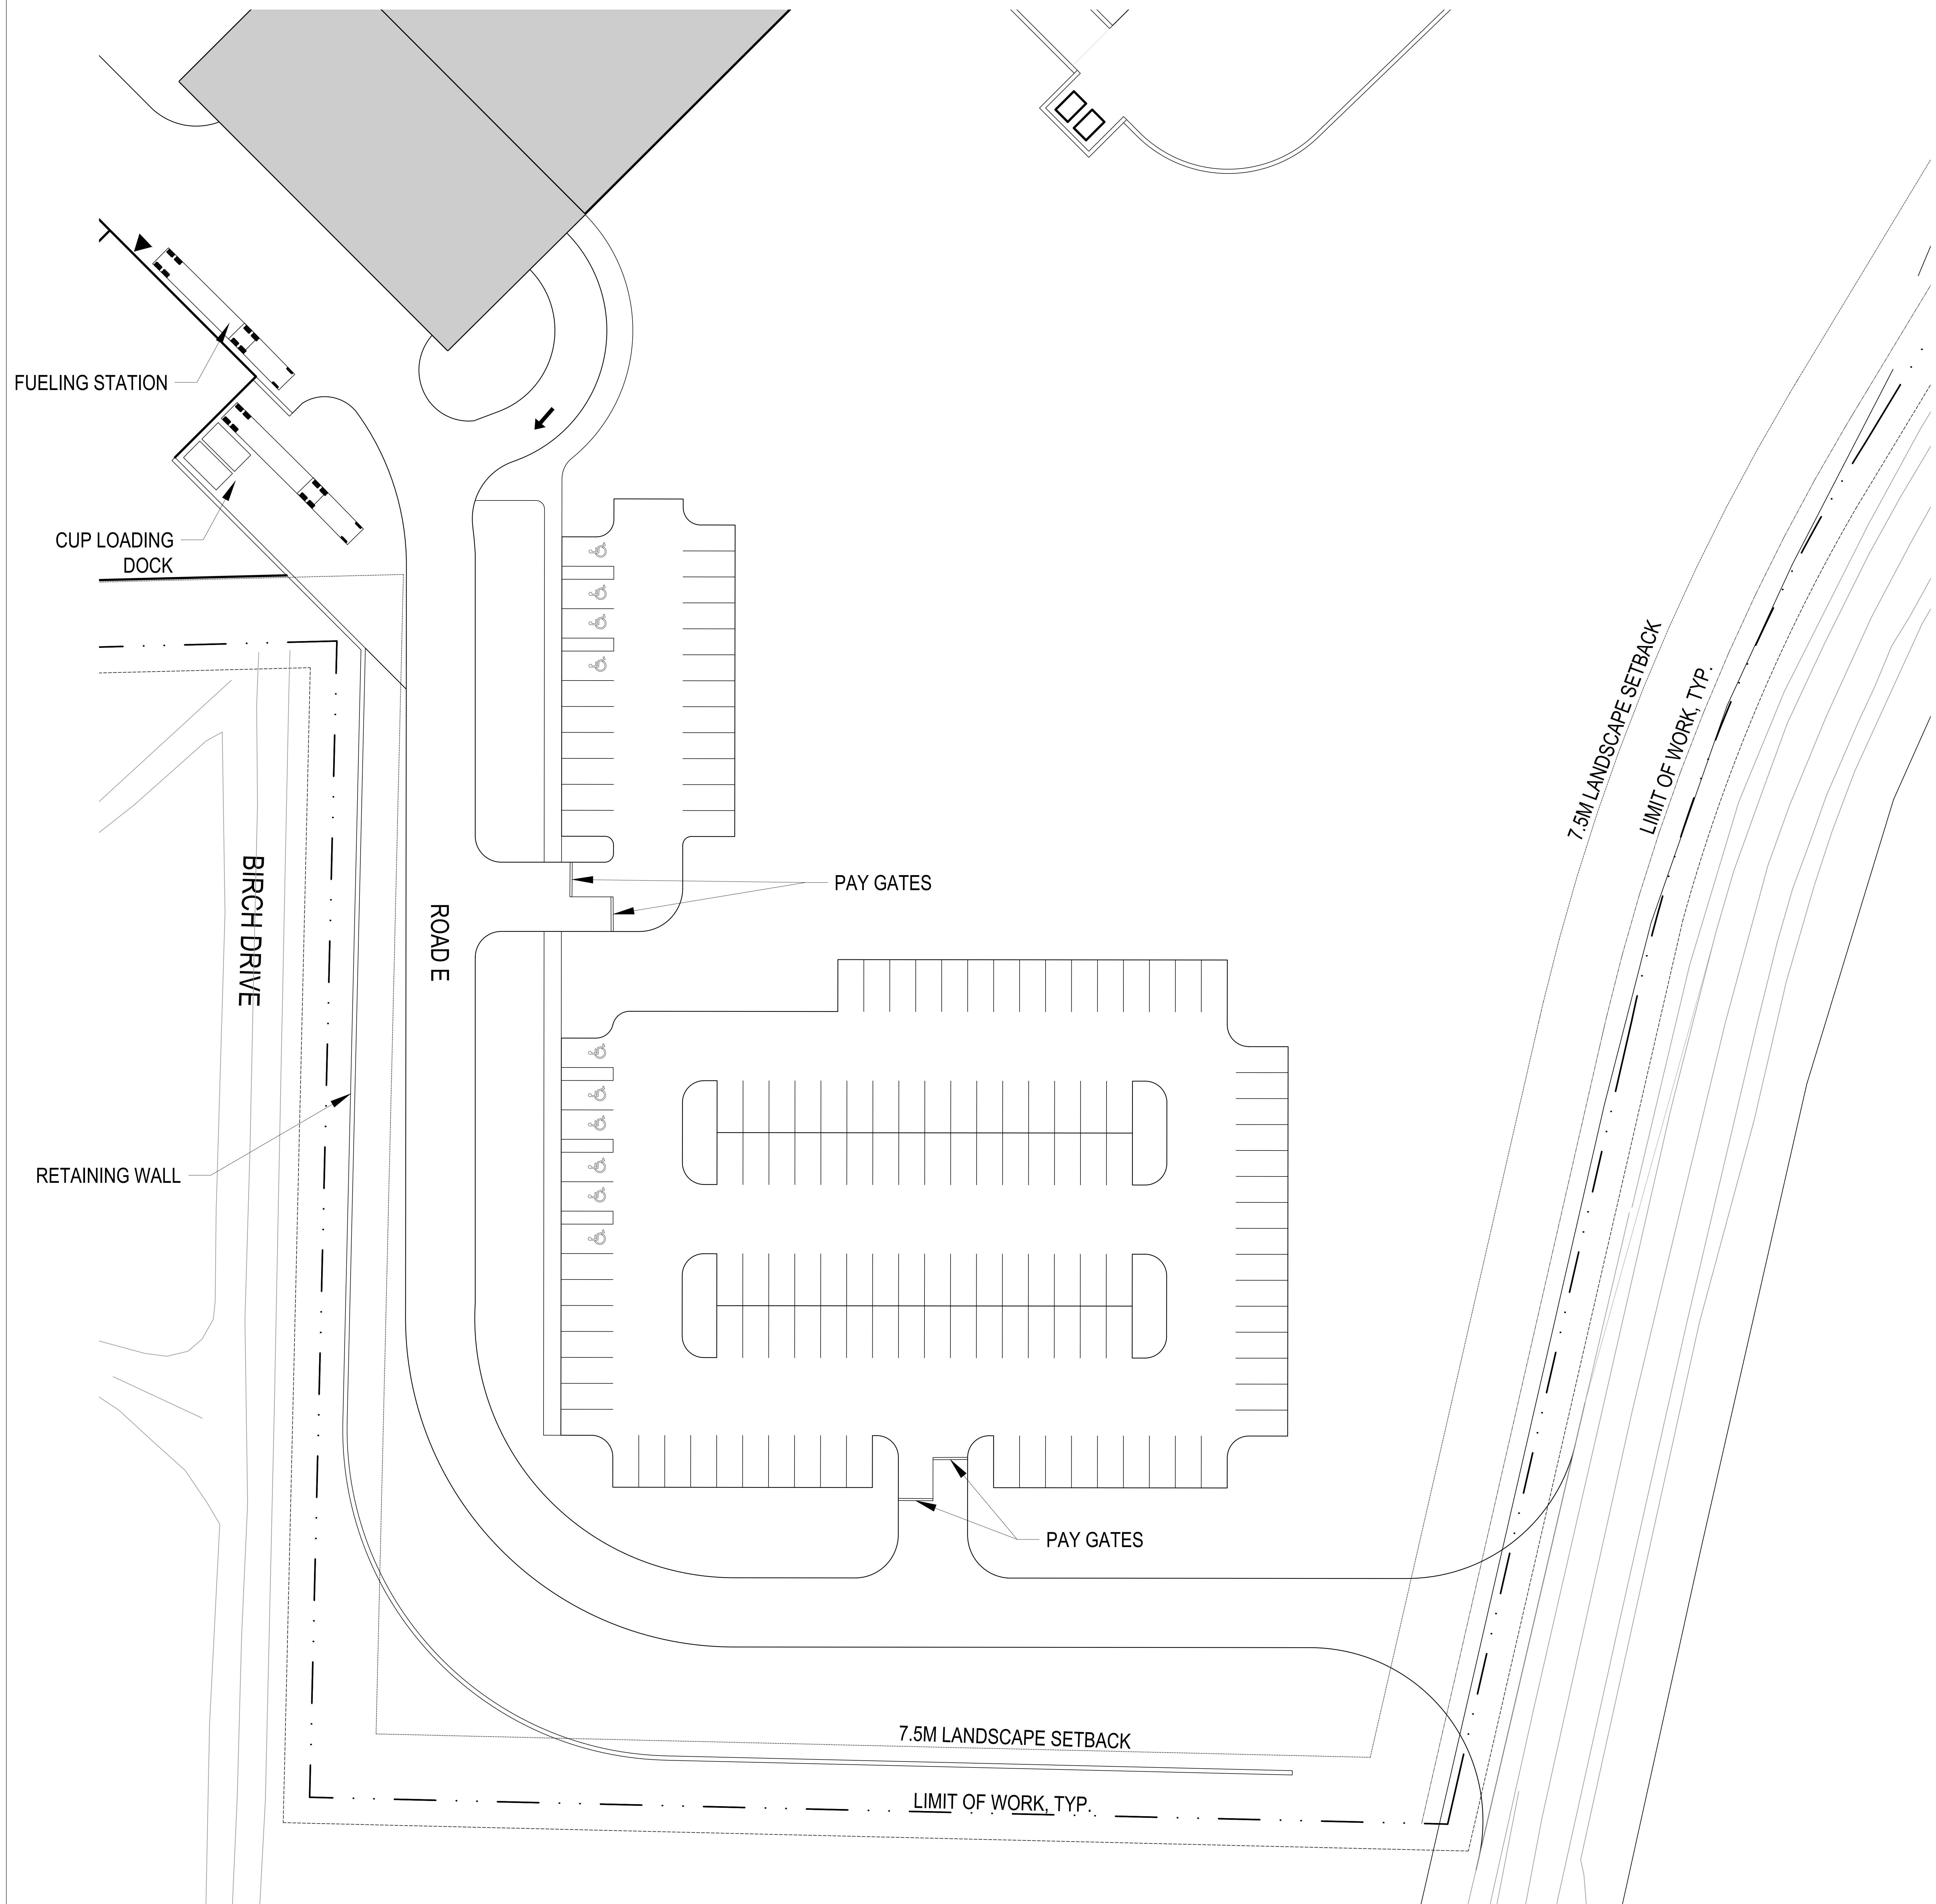 FUELING STATION
CUP LOADING
DOCK
7.5M LANDSCAPE SETBACK
LIMIT OF WORK, TYP.
BIRCH DRIVE
ROAD E
PAY GATES
RETAINING WALL
PAY GATES
7.5M LANDSCAPE SETBACK
LIMIT OF WORK, TYP.